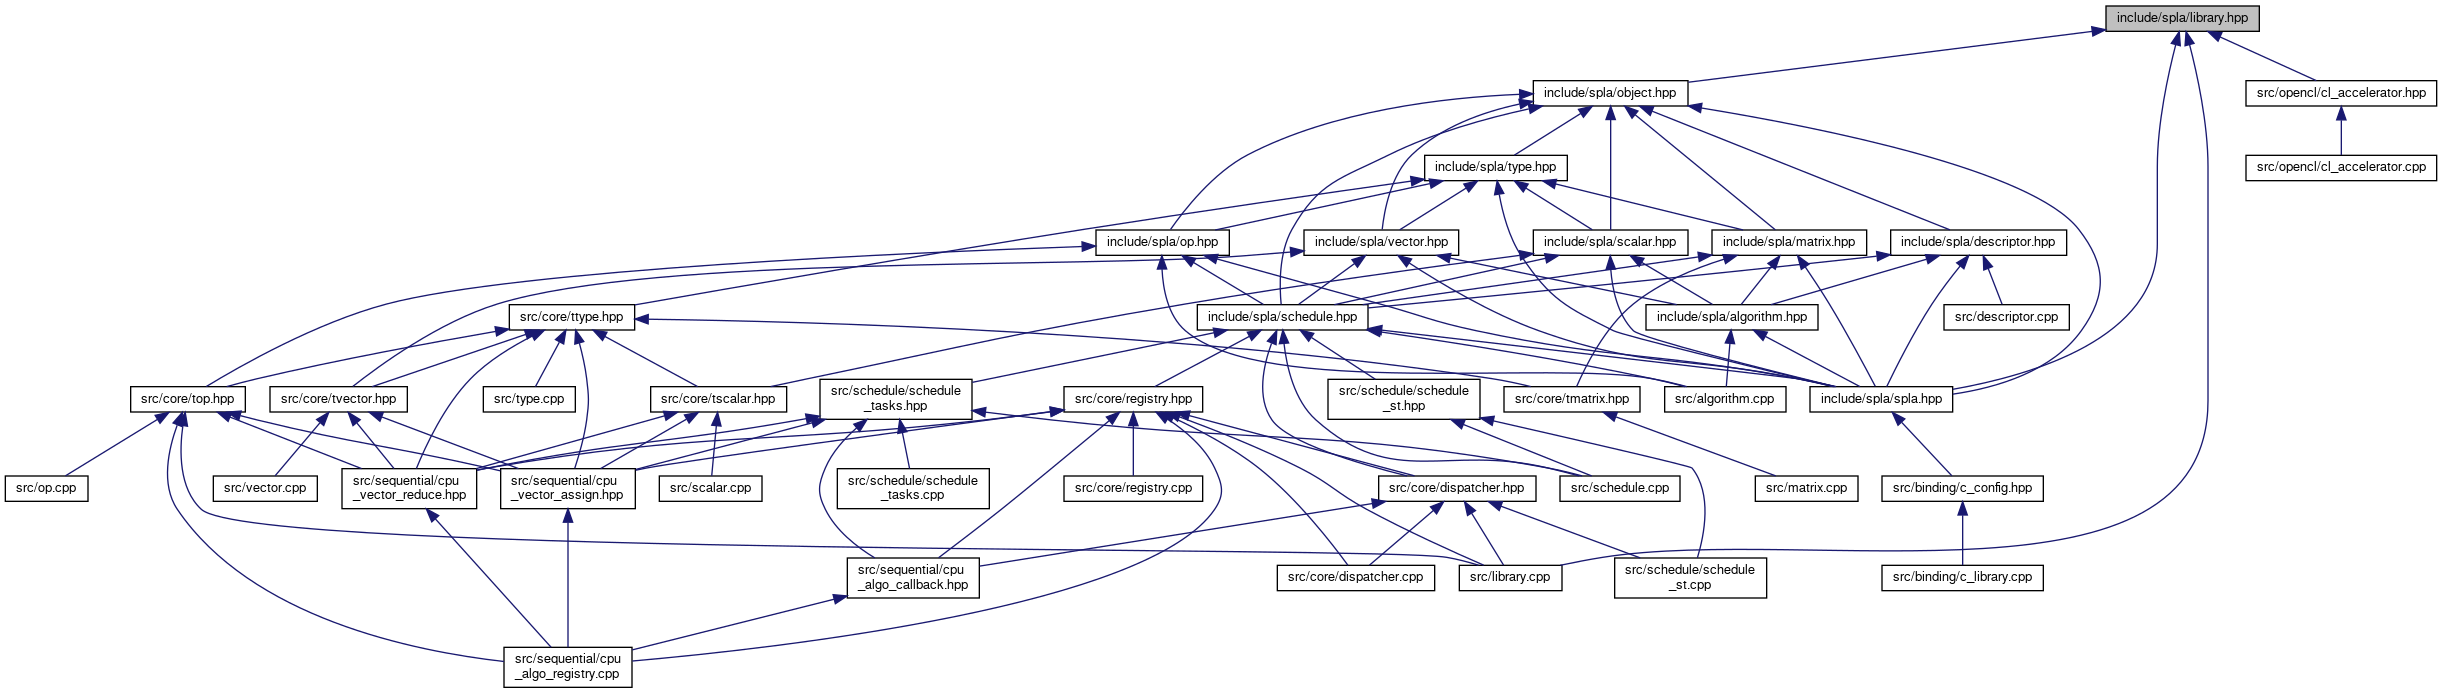 include/spla/library.hpp
include/spla/object.hpp
src/opencl/cl_accelerator.hpp
include/spla/type.hpp
src/opencl/cl_accelerator.cpp
include/spla/op.hpp
include/spla/vector.hpp
include/spla/scalar.hpp
include/spla/matrix.hpp
include/spla/descriptor.hpp
src/core/ttype.hpp
include/spla/schedule.hpp
include/spla/algorithm.hpp
src/descriptor.cpp
src/core/top.hpp
src/core/tvector.hpp
src/type.cpp
src/core/tscalar.hpp
src/schedule/schedule
_tasks.hpp
src/core/registry.hpp
src/schedule/schedule
_st.hpp
src/core/tmatrix.hpp
src/algorithm.cpp
include/spla/spla.hpp
src/op.cpp
src/vector.cpp
src/sequential/cpu
_vector_reduce.hpp
src/sequential/cpu
_vector_assign.hpp
src/scalar.cpp
src/schedule/schedule
_tasks.cpp
src/core/registry.cpp
src/core/dispatcher.hpp
src/schedule.cpp
src/matrix.cpp
src/binding/c_config.hpp
src/sequential/cpu
_algo_callback.hpp
src/core/dispatcher.cpp
src/library.cpp
src/schedule/schedule
_st.cpp
src/binding/c_library.cpp
src/sequential/cpu
_algo_registry.cpp